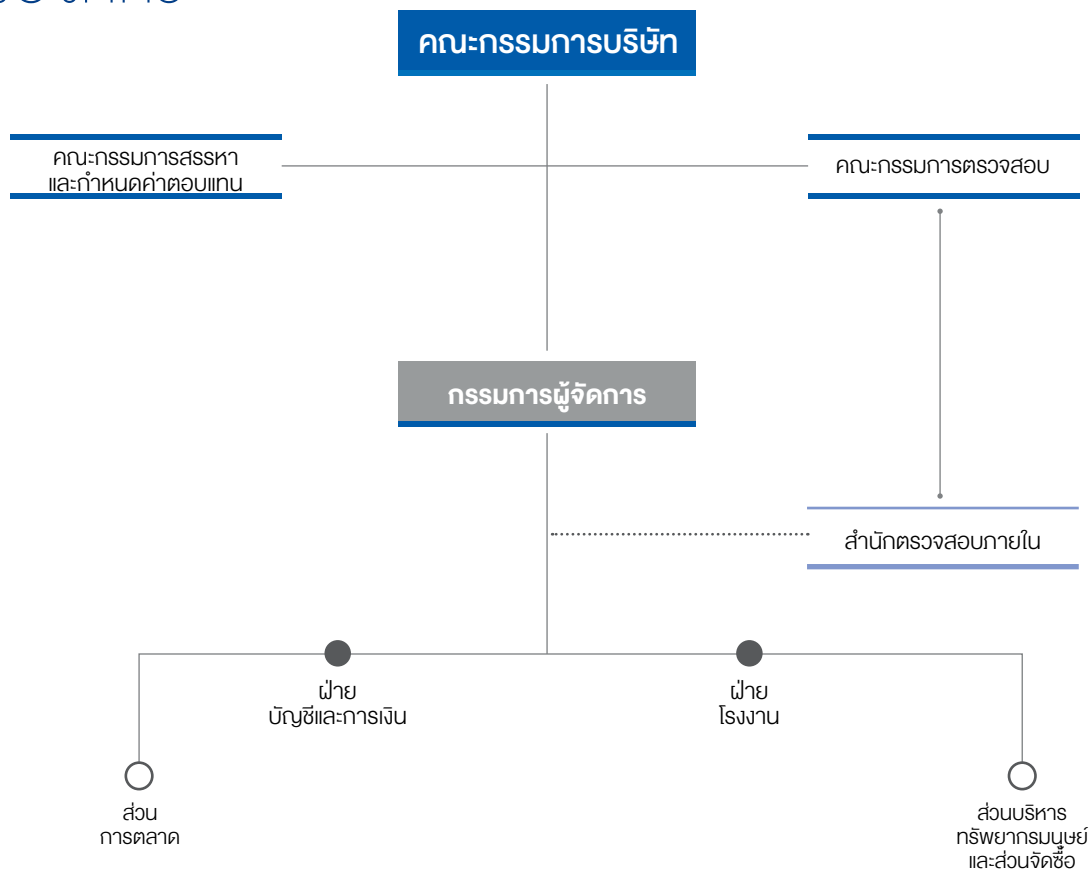 คณะกรรมการบริษัท
คณะกรรมการสรรหา
และกำหนดค่าตอบแทน
คณะกรรมการตรวจสอบ
กรรมการผู้จัดการ
สำนักตรวจสอบภายใน
ฝ่าย
บัญชีและการเงิน
ฝ่าย
โรงงาน
ส่วน
การตลาด
ส่วนบริหาร
ทรัพยากรมนุษย์
และส่วนจัดซื้อ